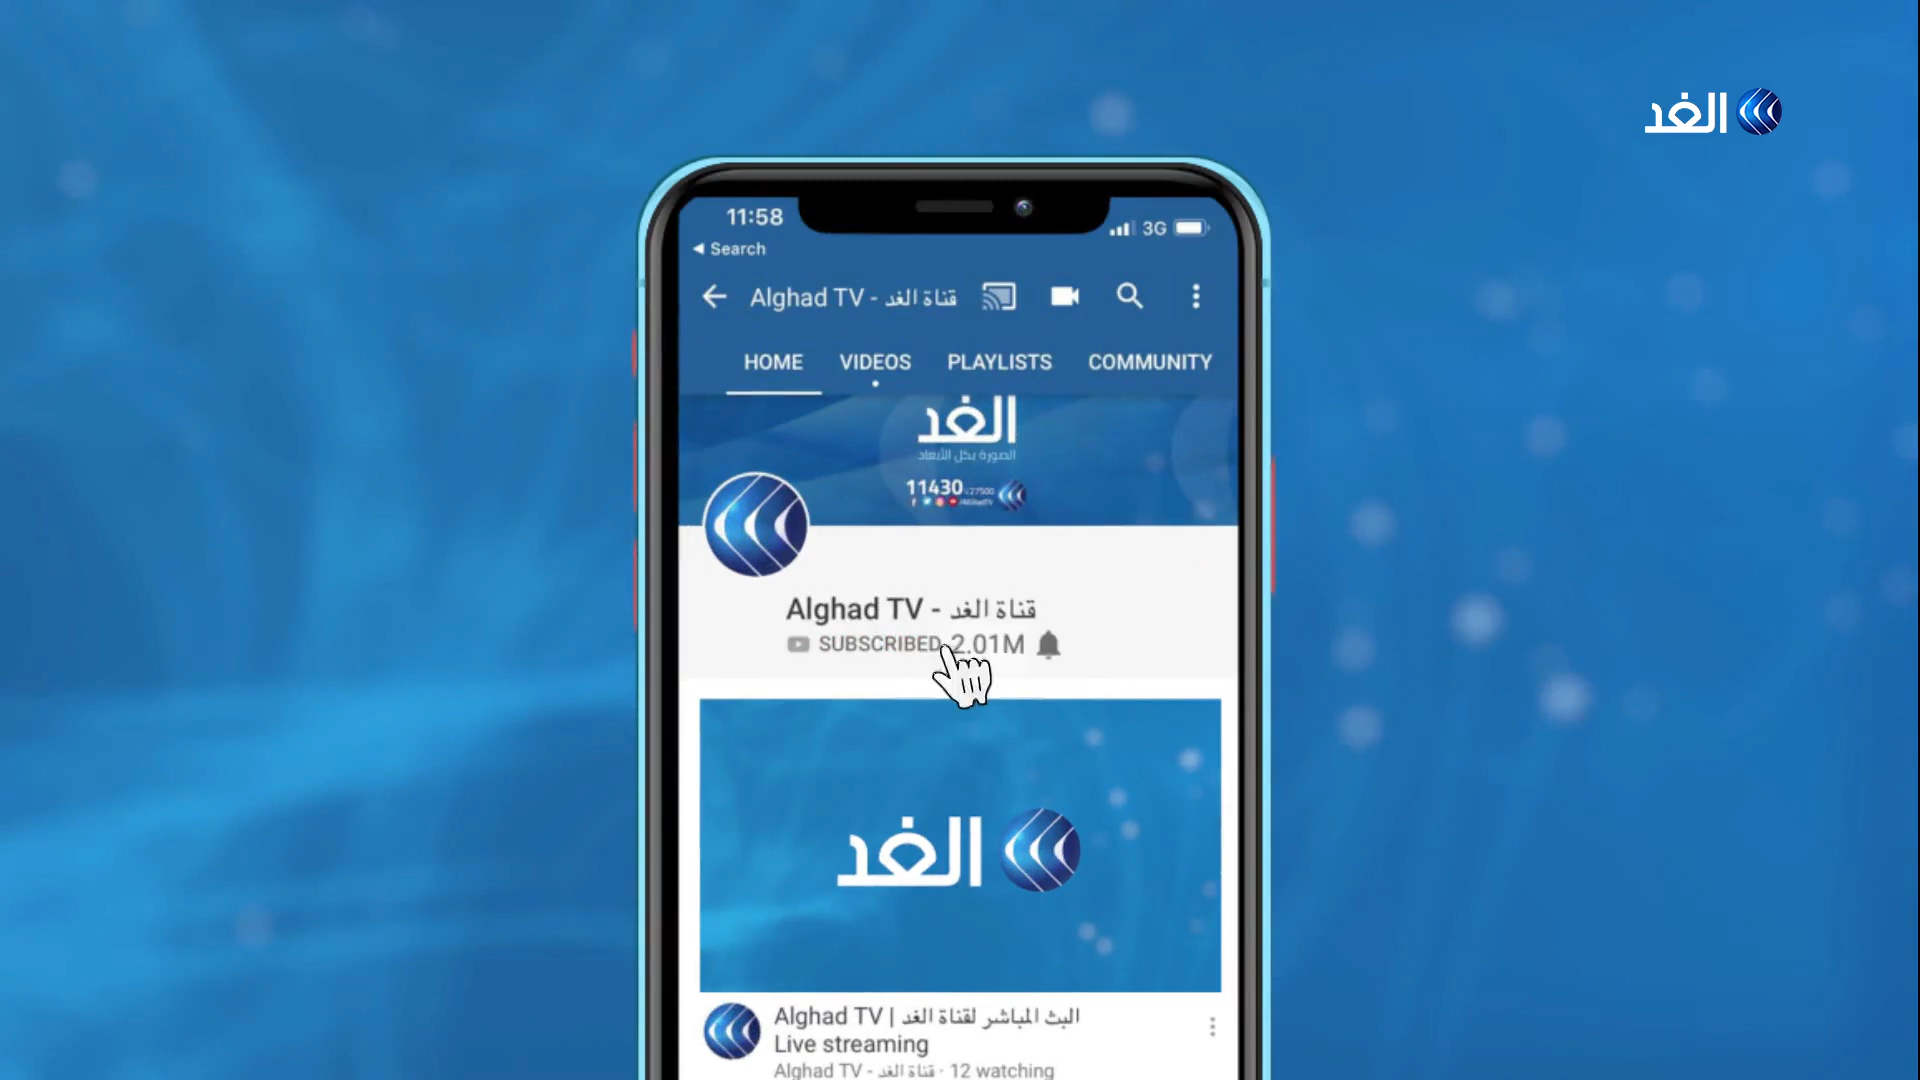 الغد
11:58
3G
Search
Alghad TV - قناة الغد
HOME VIDEOS PLAYLISTS COMMUNITY
الغد
الصورة بكل الأبعاد
11430
27500
Alghad TV - قناة الغد
SUBSCRIBED 2.01M
الغد
Alghad TV | البث المباشر لقناة الغد
Live streaming
Alghad TV - قناة الغد · 12 watching